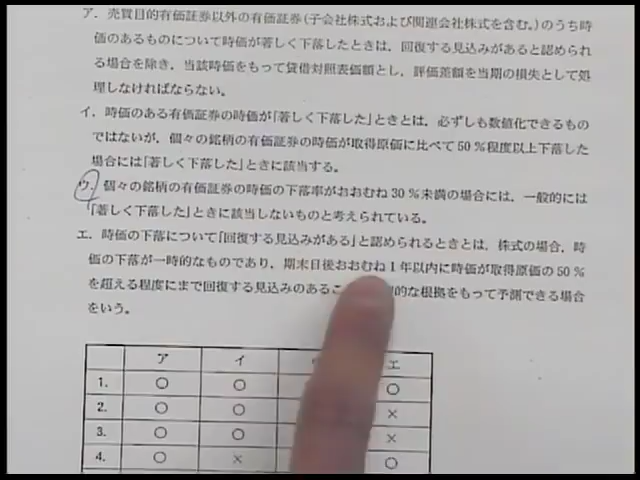 ア．売買目的有価証券以外の有価証券(子会社株式および関連会社株式を含む。)のうち時
価のあるものについて時価が著しく下落したときは，回復する見込みがあると認められ
る場合を除き，当該時価をもって貸借対照表価額とし，評価差額を当期の損失として処
理しなければならない。
イ．時価のある有価証券の時価が「著しく下落した」ときとは，必ずしも数値化できるもの
ではないが，個々の銘柄の有価証券の時価が取得原価に比べて50％程度以上下落した
場合には「著しく下落した」ときに該当する。
ウ．個々の銘柄の有価証券の時価の下落率がおおむね30％未満の場合には，一般的には
「著しく下落した」ときに該当しないものと考えられている。
エ．時価の下落について「回復する見込みがある」と認められるときとは，株式の場合，時
価の下落が一時的なものであり，期末日後おおむね1年以内に時価が取得原価の50％
を超える程度にまで回復する見込みのあるこ 的な根拠をもって予測できる場合
をいう。
ア イ エ
1. ○ ○ ○
2. ○ ○ ×
3. ○ ○ ×
4. ○ × ○